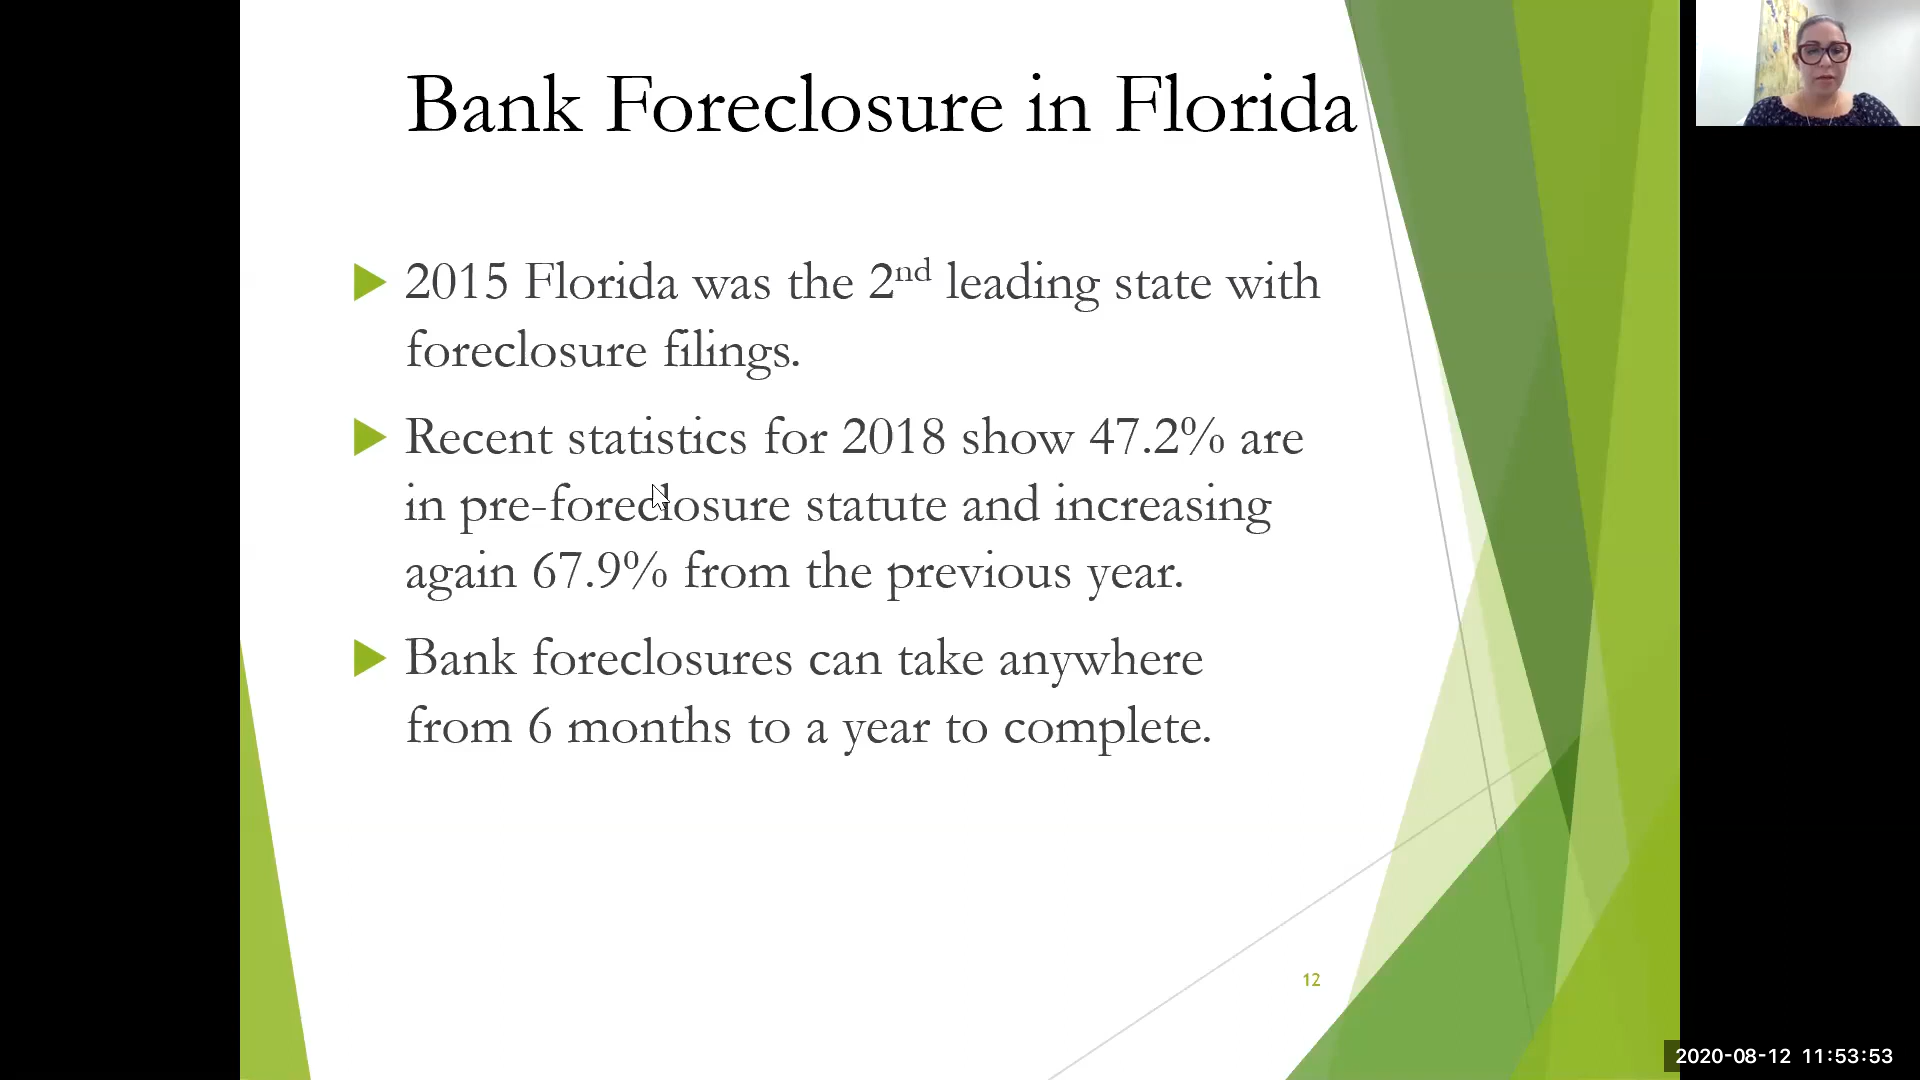 Bank Foreclosure in Florida
2015 Florida was the 2nd leading state with
foreclosure filings.
Recent statistics for 2018 show 47.2% are
in pre-foreclosure statute and increasing
again 67.9% from the previous year.
Bank foreclosures can take anywhere
from 6 months to a year to complete.
12
2020-08-12 11:53:53